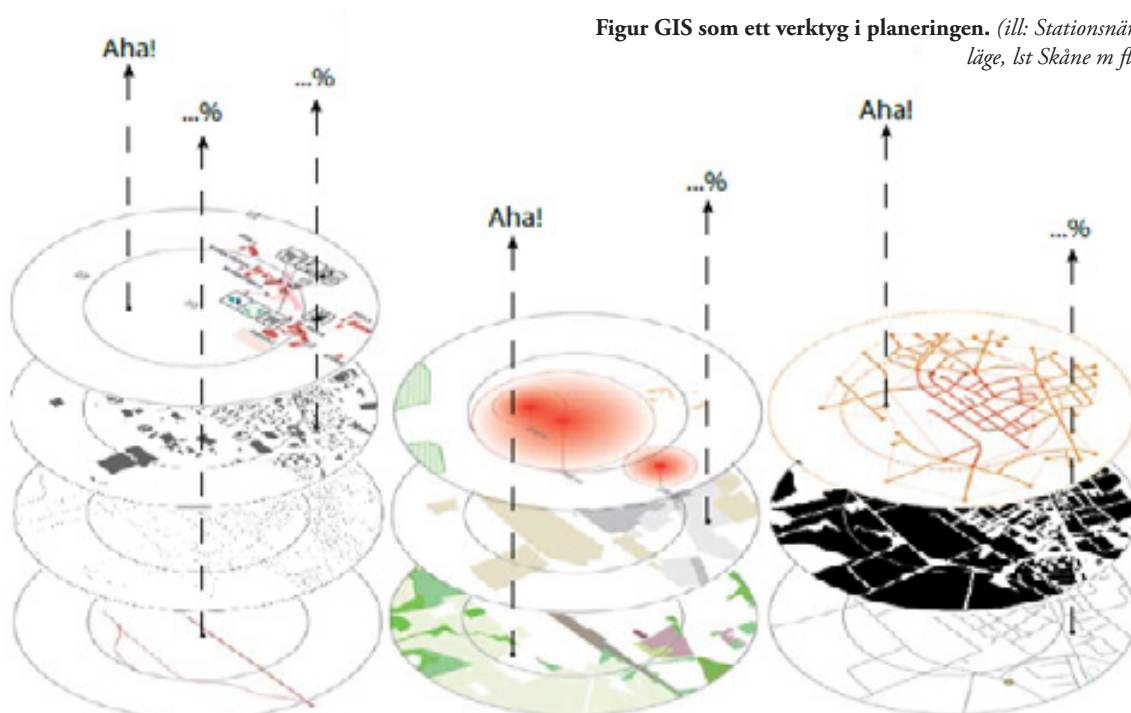 Figur GIS som ett verktyg i planeringen. (ill: Stationsnär
läge, lst Skåne m fl
Aha!
...%
...%
Aha!
...%
Aha!
...%